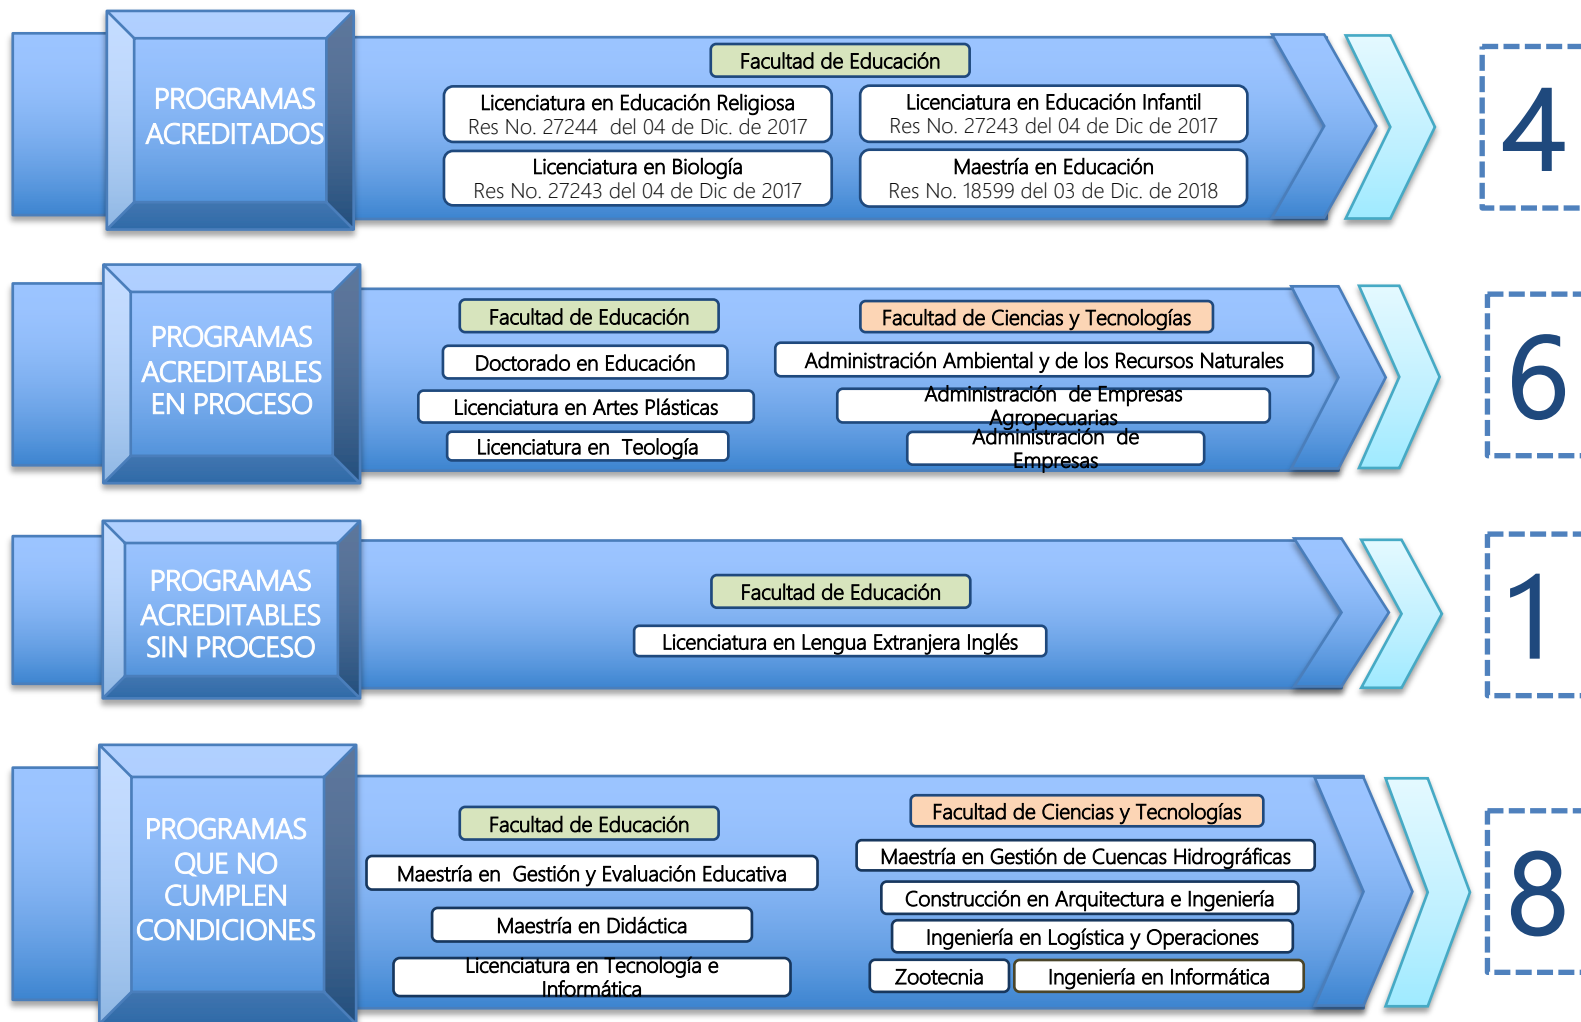 PROGRAMAS
ACREDITADOS
Facultad de Educación
Licenciatura en Educación Religiosa
Res No. 27244 del 04 de Dic. de 2017
Licenciatura en Educación Infantil
Res No. 27243 del 04 de Dic de 2017
Licenciatura en Biología
Res No. 27243 del 04 de Dic de 2017
Maestría en Educación
Res No. 18599 del 03 de Dic. de 2018
4
PROGRAMAS
ACREDITABLES
EN PROCESO
Facultad de Educación
Doctorado en Educación
Licenciatura en Artes Plásticas
Licenciatura en Teología
Facultad de Ciencias y Tecnologías
Administración Ambiental y de los Recursos Naturales
Administración de Empresas
Agropecuarias
Administración de
Empresas
6
PROGRAMAS
ACREDITABLES
SIN PROCESO
Facultad de Educación
Licenciatura en Lengua Extranjera Inglés
1
PROGRAMAS
QUE NO
CUMPLEN
CONDICIONES
Facultad de Educación
Maestría en Gestión y Evaluación Educativa
Maestría en Didáctica
Licenciatura en Tecnología e
Informática
Facultad de Ciencias y Tecnologías
Maestría en Gestión de Cuencas Hidrográficas
Construcción en Arquitectura e Ingeniería
Ingeniería en Logística y Operaciones
Zootecnia
Ingeniería en Informática
8